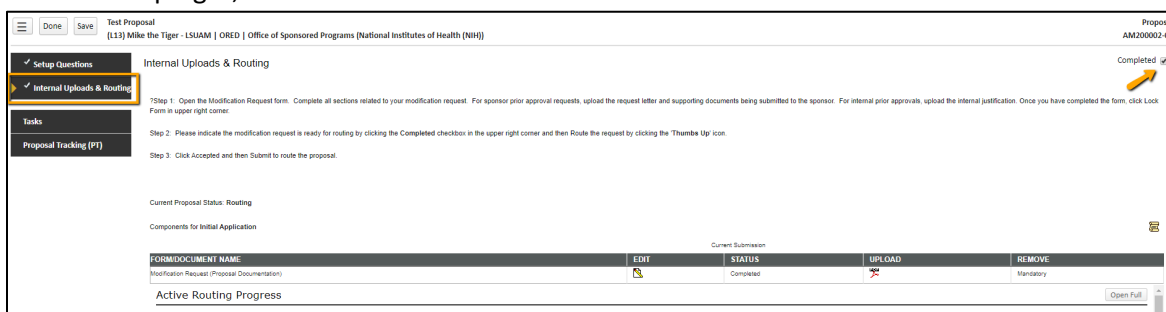 Done Save Test Proposal Propos
(L13) Mike the Tiger - LSUAM | ORED | Office of Sponsored Programs (National Institutes of Health (NIH)) AM200002-
Setup Questions
Internal Uploads & Routing
Tasks
Proposal Tracking (PT)
Internal Uploads & Routing Completed
?Step 1: Open the Modification Request form. Complete all sections related to your modification request. For sponsor prior approval requests, upload the request letter and supporting documents being submitted to the sponsor. For internal prior approvals, upload the internal justification. Once you have completed the form, click Lock
Form in upper right corner.
Step 2: Please indicate the modification request is ready for routing by clicking the Completed checkbox in the upper right corner and then Route the request by clicking the 'Thumbs Up' icon.
Step 3: Click Accepted and then Submit to route the proposal.
Current Proposal Status: Routing
Components for Initial Application
Current Submission
FORM/DOCUMENT NAME EDIT STATUS UPLOAD REMOVE
Modification Request (Proposal Documentation) Completed Mandatory
Active Routing Progress Open Full